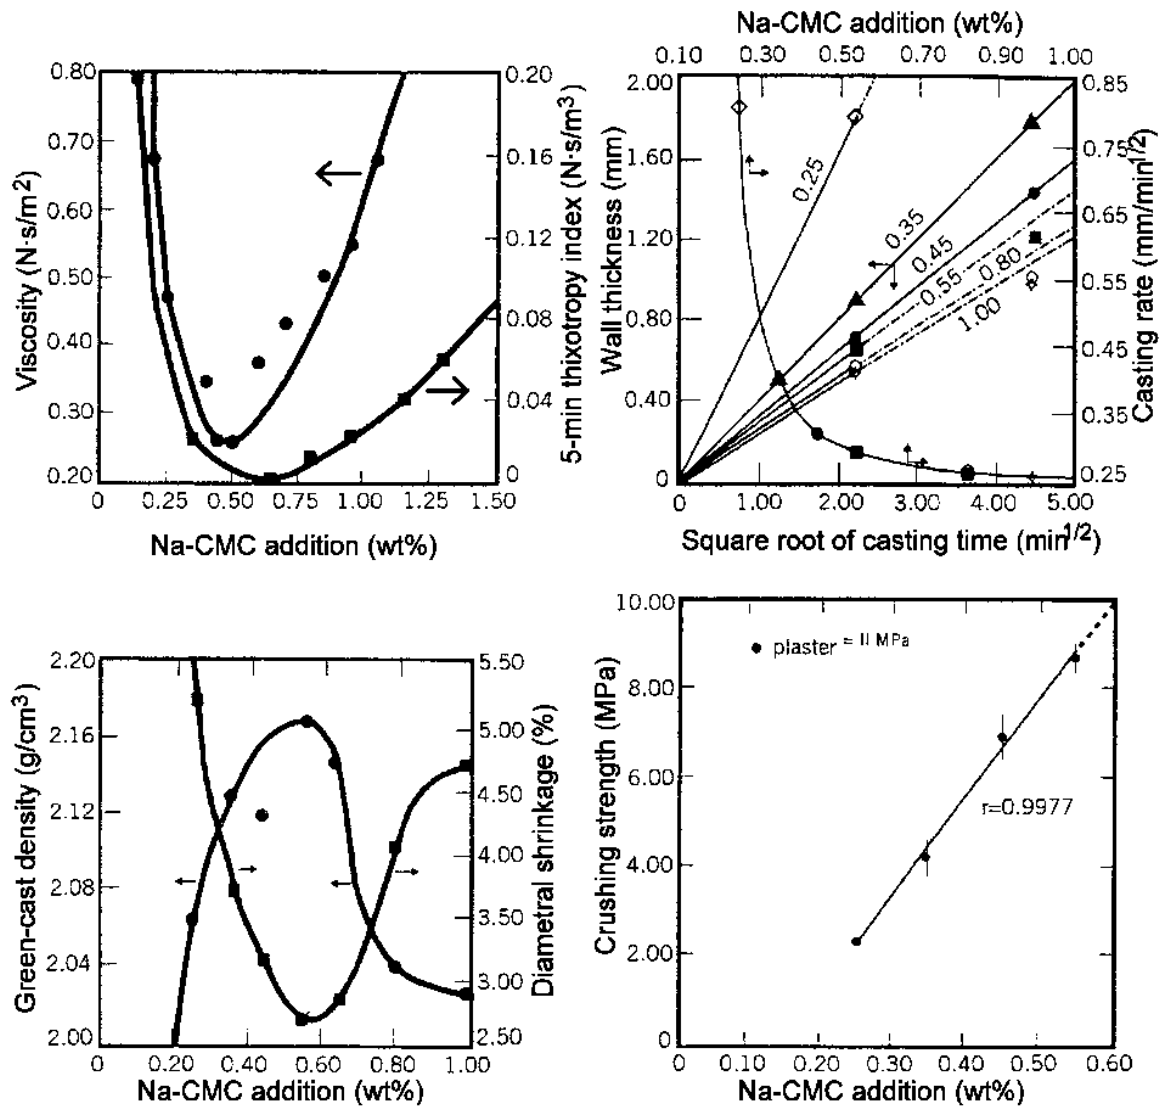 Na-CMC addition (wt%)
0.10 0.30 0.50 0.70 0.90 1.00
0.80
0.70
0.60
0.50
0.40
0.30
0.20
Viscosity (N·s/m²)
0.20
0.16
0.12
0.08
0.04
0
5-min thixotropy index (N·s/m³)
0 0.25 0.50 0.75 1.00 1.25 1.50
Na-CMC addition (wt%)
2.00
1.60
1.20
0.80
0.40
0
Wall thickness (mm)
0.25
0.35
0.45
0.55
0.80
1.00
0.85
0.75
0.65
0.55
0.45
0.35
0.25
Casting rate (mm/min1/2)
0 1.00 2.00 3.00 4.00 5.00
Square root of casting time (min1/2)
2.20
2.16
2.12
2.08
2.04
2.00
Green-cast density (g/cm3)
5.50
5.00
4.50
4.00
3.50
3.00
2.50
Diametral shrinkage (%)
0 0.20 0.40 0.60 0.80 1.00
Na-CMC addition (wt%)
10.00
8.00
6.00
4.00
2.00
0
Crushing strength (MPa)
plaster = 11 MPa
r=0.9977
0 0.10 0.20 0.30 0.40 0.50 0.60
Na-CMC addition (wt%)